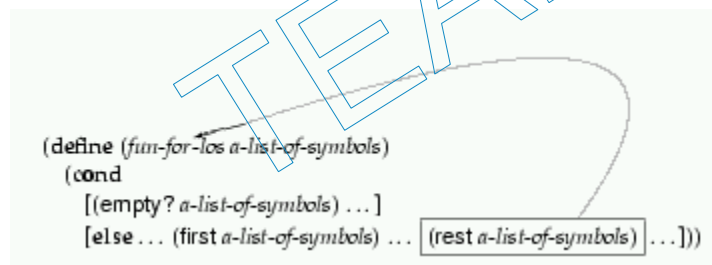 TEA
(define (fun-for-los a-list-of-symbols)
(cond
[(empty? a-list-of-symbols) ...]
[else ... (first a-list-of-symbols) ... (rest a-list-of-symbols) ...]))